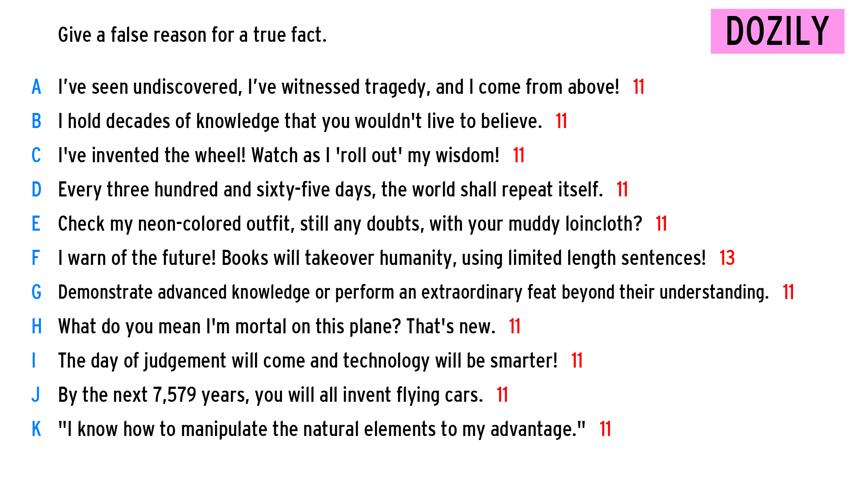 Give a false reason for a true fact.
DOZILY
A I've seen undiscovered, I've witnessed tragedy, and I come from above! 11
B I hold decades of knowledge that you wouldn't live to believe. 11
C I've invented the wheel! Watch as I 'roll out' my wisdom! 11
D Every three hundred and sixty-five days, the world shall repeat itself. 11
E Check my neon-colored outfit, still any doubts, with your muddy loincloth? 11
F I warn of the future! Books will takeover humanity, using limited length sentences! 13
G Demonstrate advanced knowledge or perform an extraordinary feat beyond their understanding. 11
H What do you mean I'm mortal on this plane? That's new. 11
I The day of judgement will come and technology will be smarter! 11
J By the next 7,579 years, you will all invent flying cars. 11
K "I know how to manipulate the natural elements to my advantage." 11